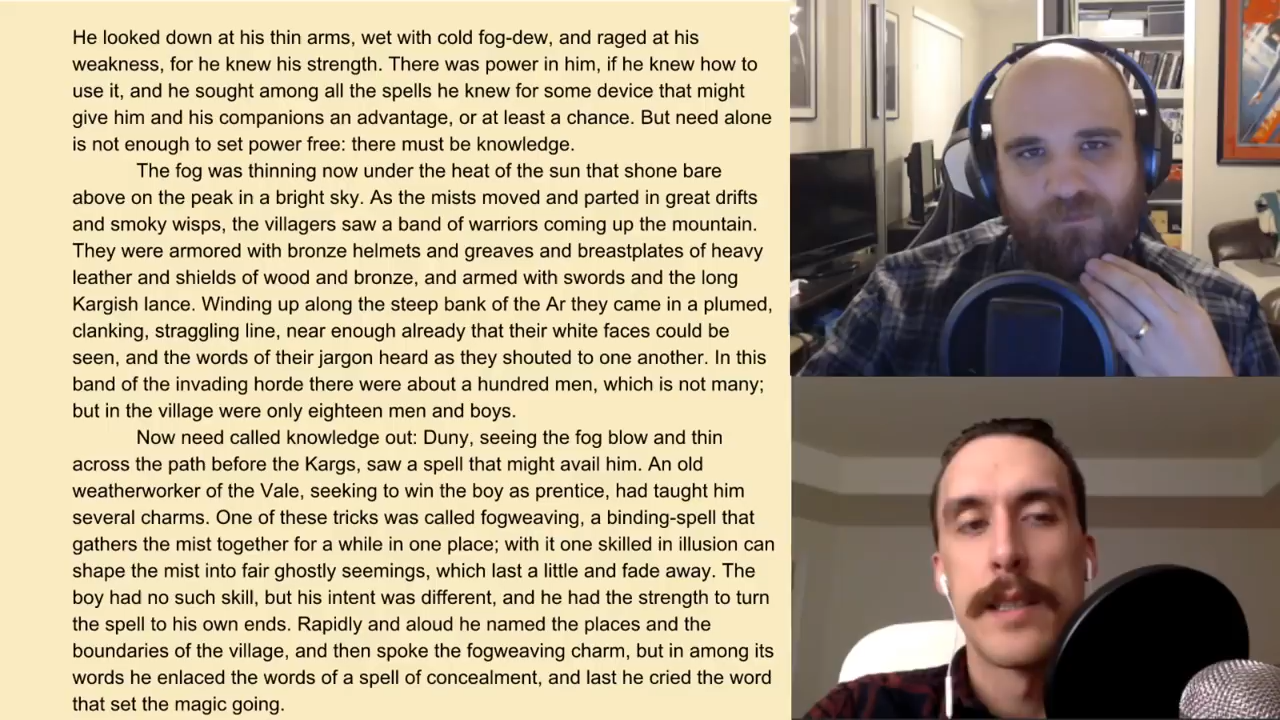 He looked down at his thin arms, wet with cold fog-dew, and raged at his
weakness, for he knew his strength. There was power in him, if he knew how to
use it, and he sought among all the spells he knew for some device that might
give him and his companions an advantage, or at least a chance. But need alone
is not enough to set power free: there must be knowledge.
The fog was thinning now under the heat of the sun that shone bare
above on the peak in a bright sky. As the mists moved and parted in great drifts
and smoky wisps, the villagers saw a band of warriors coming up the mountain.
They were armored with bronze helmets and greaves and breastplates of heavy
leather and shields of wood and bronze, and armed with swords and the long
Kargish lance. Winding up along the steep bank of the Ar they came in a plumed,
clanking, straggling line, near enough already that their white faces could be
seen, and the words of their jargon heard as they shouted to one another. In this
band of the invading horde there were about a hundred men, which is not many;
but in the village were only eighteen men and boys.
Now need called knowledge out: Duny, seeing the fog blow and thin
across the path before the Kargs, saw a spell that might avail him. An old
weatherworker of the Vale, seeking to win the boy as prentice, had taught him
several charms. One of these tricks was called fogweaving, a binding-spell that
gathers the mist together for a while in one place; with it one skilled in illusion can
shape the mist into fair ghostly seemings, which last a little and fade away. The
boy had no such skill, but his intent was different, and he had the strength to turn
the spell to his own ends. Rapidly and aloud he named the places and the
boundaries of the village, and then spoke the fogweaving charm, but in among its
words he enlaced the words of a spell of concealment, and last he cried the word
that set the magic going.